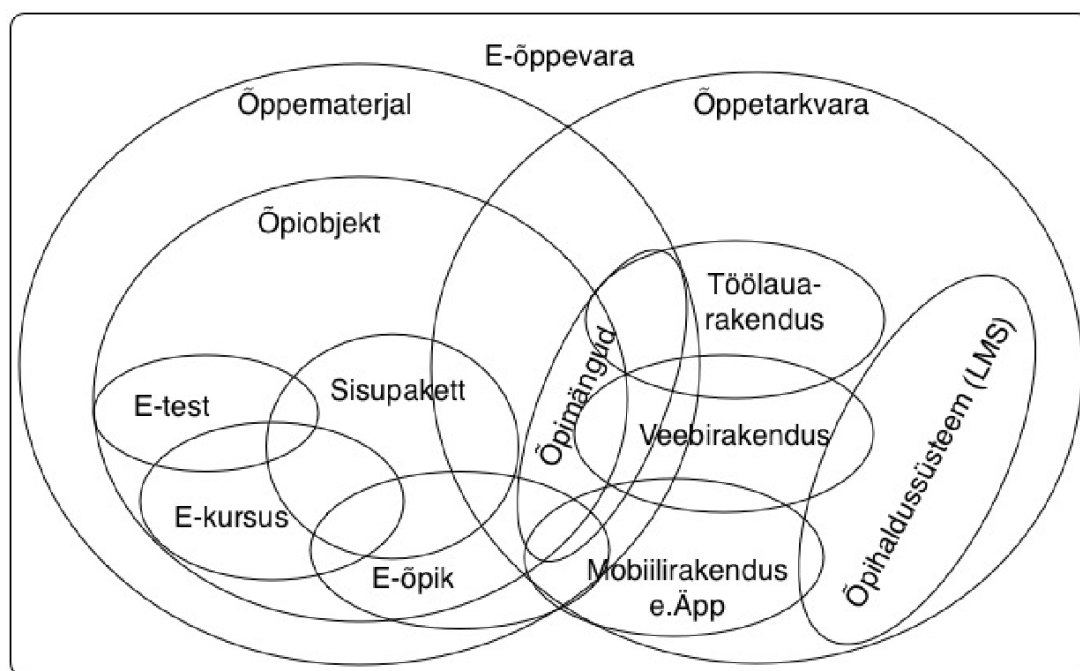 E-õppevara
Õppematerjal
Õppetarkvara
Õpiobjekt
Töölaua-
rakendus
Õpimängud
Sisupakett
E-test
Veebirakendus
Õpihaldussüsteem (LMS)
E-kursus
E-õpik
Mobiilirakendus
e.Äpp